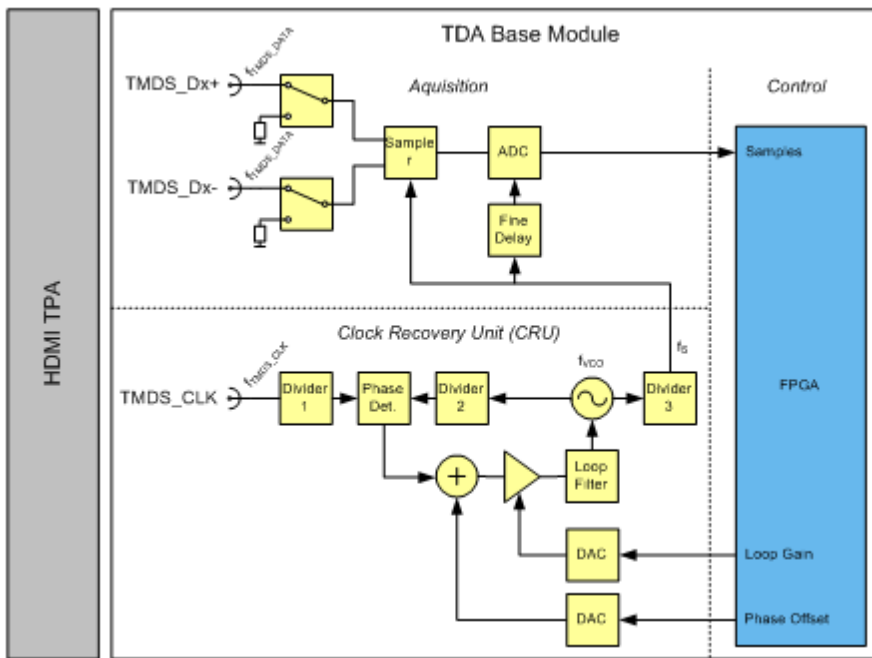 HDMI TPA
TDA Base Module
Aquisition
Control
TMDS_Dx+
fTMDS_DATA
TMDS_Dx-
fTMDS_DATA
Sample
r
ADC
Fine
Delay
Samples
Clock Recovery Unit (CRU)
TMDS_CLK
fTMDS_CLK
Divider
1
Phase
Det.
Divider
2
fVCO
fS
Divider
3
FPGA
+
Loop
Filter
DAC
Loop Gain
DAC
Phase Offset